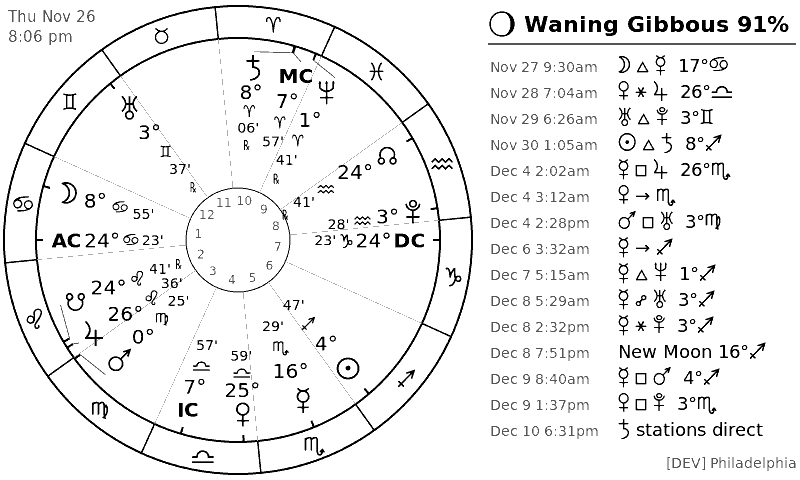 Thu Nov 26
8:06 pm
♈
♉
♊
♋
♌
♍
♎
♏
♐
♑
♒
♓
♄ 8° ♈ 06' ℞
MC 7° ♈ 57'
♆ 1° ♈ 41' ℞
♅ 3° ♊ 37' ℞
☽ 8° ♋ 55'
AC 24° ♋ 23'
☋ 24° ♌ 41' ℞
♃ 26° ♌ 36'
♂ 0° ♍ 25'
IC 7° ♎ 57'
♀ 25° ♎ 59'
☿ 16° ♏ 29'
☉ 4° ♐ 47'
23' ♑ 24° DC
28' ♒ 3° ♇
41' ♒ 24° ☊ ℞
1
2
3
4
5
6
7
8
9
10
11
12
Waning Gibbous 91%
Nov 27 9:30am ☽ △ ☿ 17°♋
Nov 28 7:04am ♀ ⚹ ♃ 26°♎
Nov 29 6:26am ♅ △ ♇ 3°♊
Nov 30 1:05am ☉ △ ♄ 8°♐
Dec 4 2:02am ☿ □ ♃ 26°♏
Dec 4 3:12am ♀ → ♏
Dec 4 2:28pm ♂ □ ♅ 3°♍
Dec 6 3:32am ☿ → ♐
Dec 7 5:15am ☿ △ ♆ 1°♐
Dec 8 5:29am ☿ ☍ ♅ 3°♐
Dec 8 2:32pm ☿ ⚹ ♇ 3°♐
Dec 8 7:51pm New Moon 16°♐
Dec 9 8:40am ☿ □ ♂ 4°♐
Dec 9 1:37pm ♀ □ ♇ 3°♏
Dec 10 6:31pm ♄ stations direct
[DEV] Philadelphia